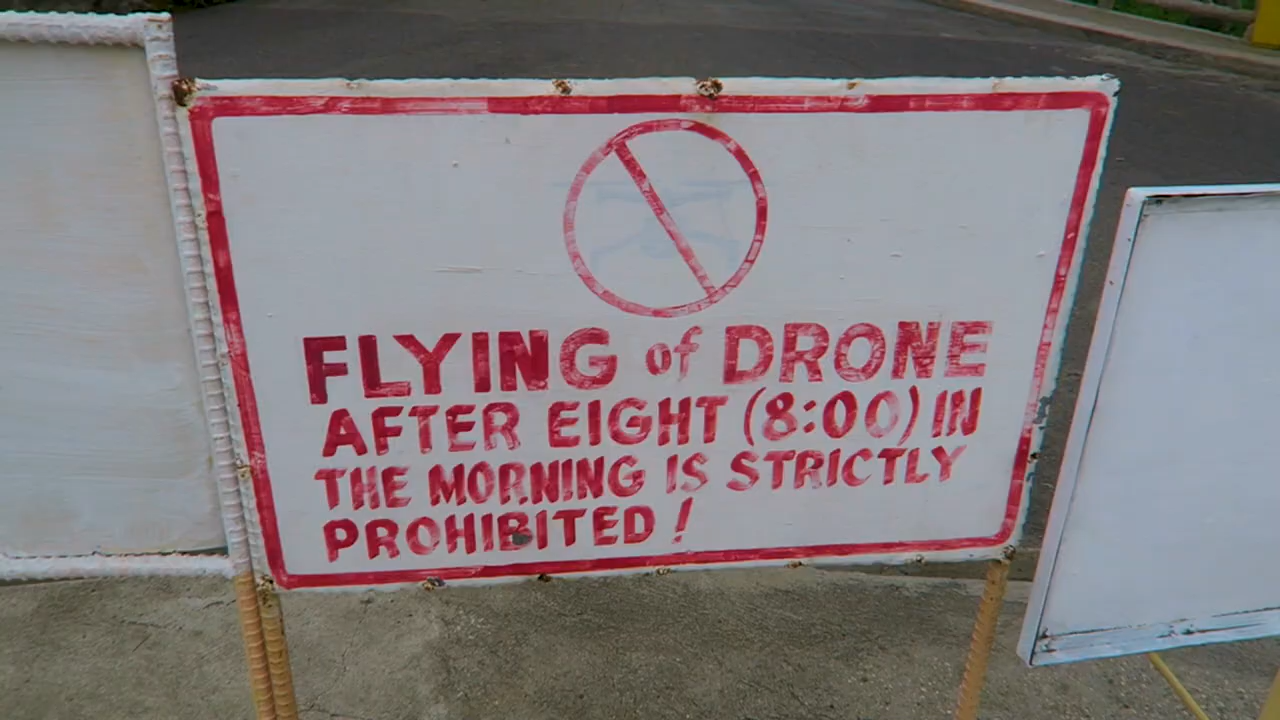 FLYING of DRONE
AFTER EIGHT (8:00) IN
THE MORNING IS STRICTLY
PROHIBITED !